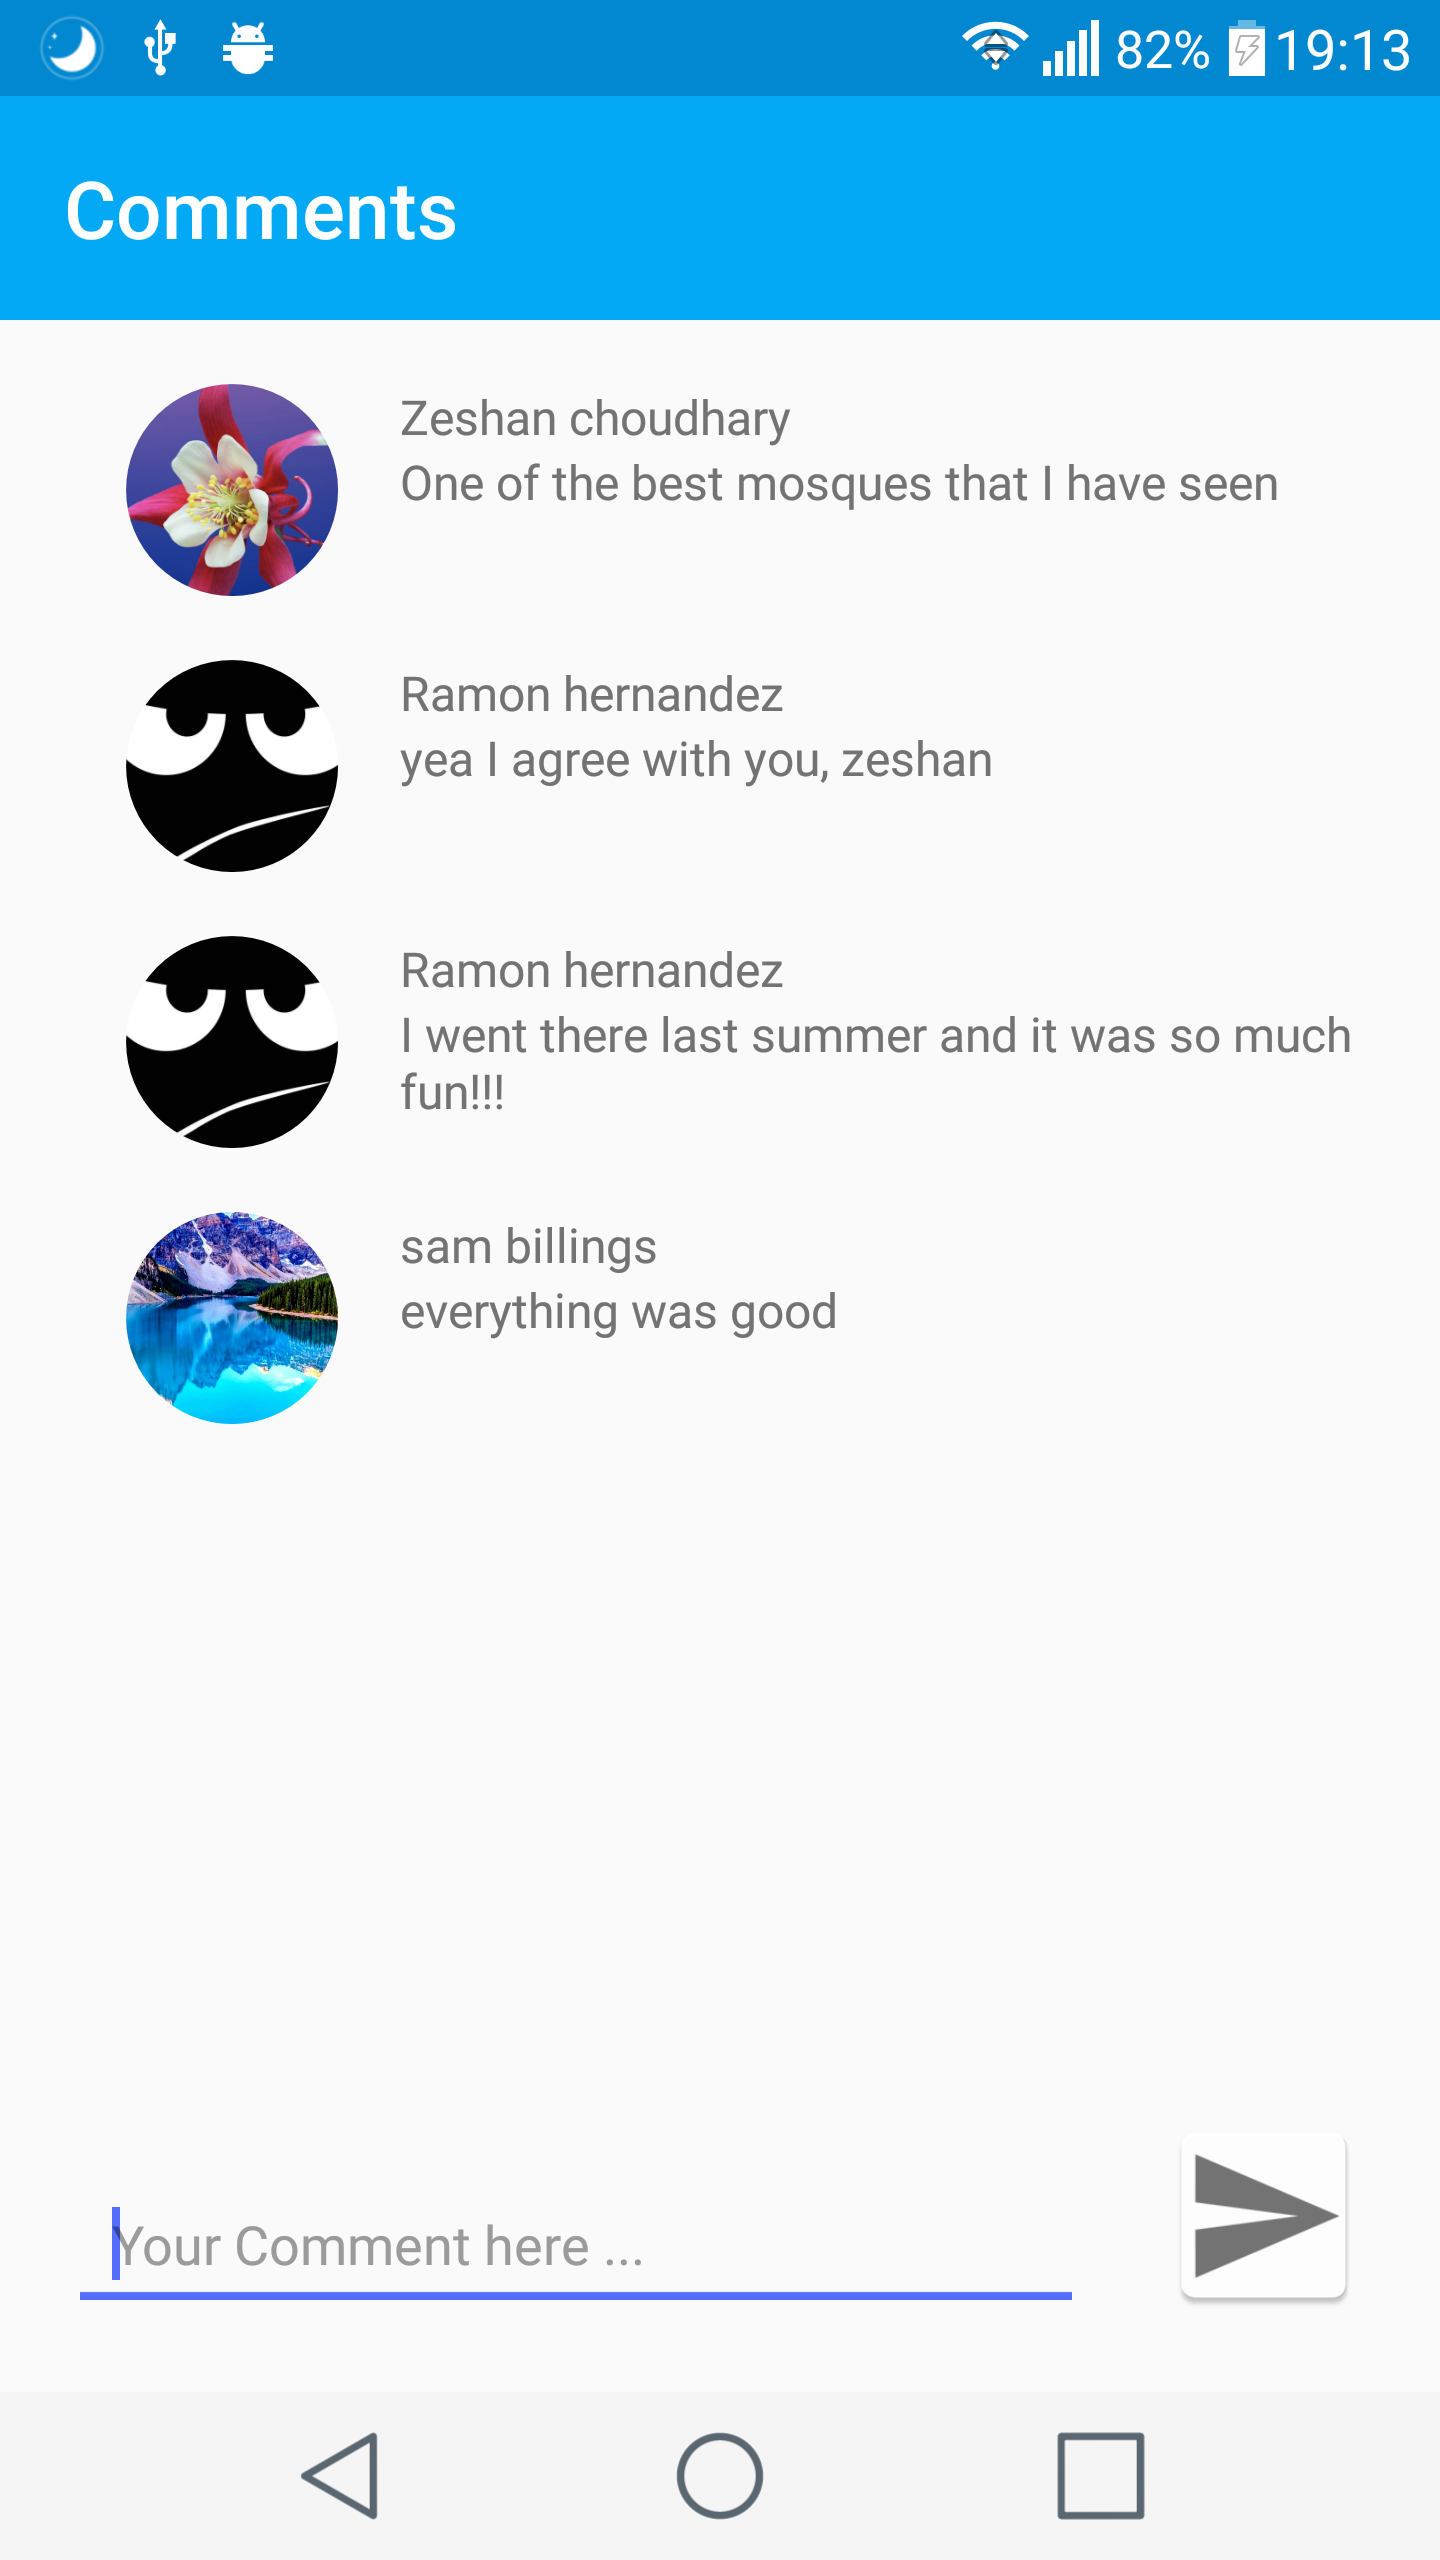 82% 19:13
Comments
Zeshan choudhary
One of the best mosques that I have seen
Ramon hernandez
yea I agree with you, zeshan
Ramon hernandez
I went there last summer and it was so much
fun!!!
sam billings
everything was good
Your Comment here ...